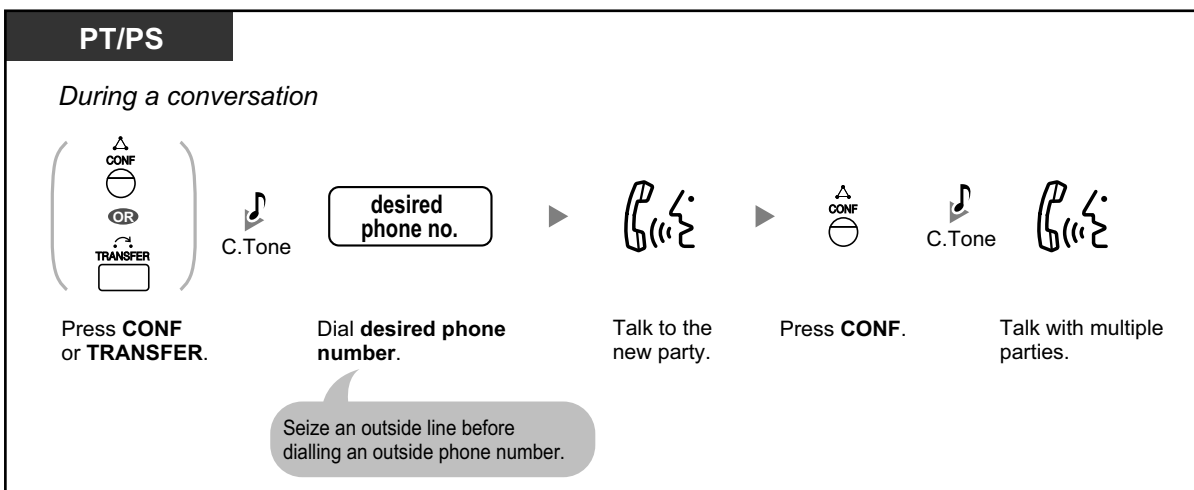 PT/PS
During a conversation
CONF
OR
TRANSFER
C.Tone
desired
phone no.
CONF
C.Tone
Press CONF
or TRANSFER.
Dial desired phone
number.
Talk to the
new party.
Press CONF.
Talk with multiple
parties.
Seize an outside line before
dialling an outside phone number.